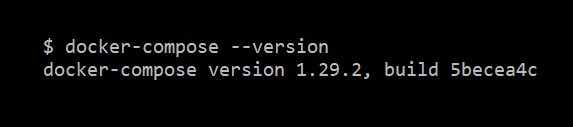 $ docker-compose --version
docker-compose version 1.29.2, build 5becea4c